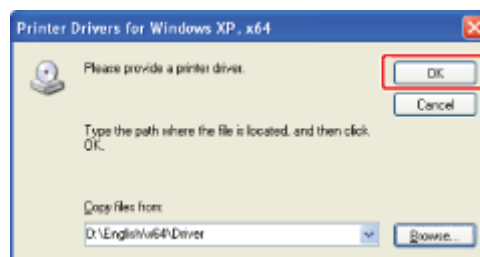 Printer Drivers for Windows XP, x64
Please provide a printer driver.
OK
Cancel
Type the path where the file is located, and then click
OK.
Copy files from:
D:\English\x64\Driver
Browse...